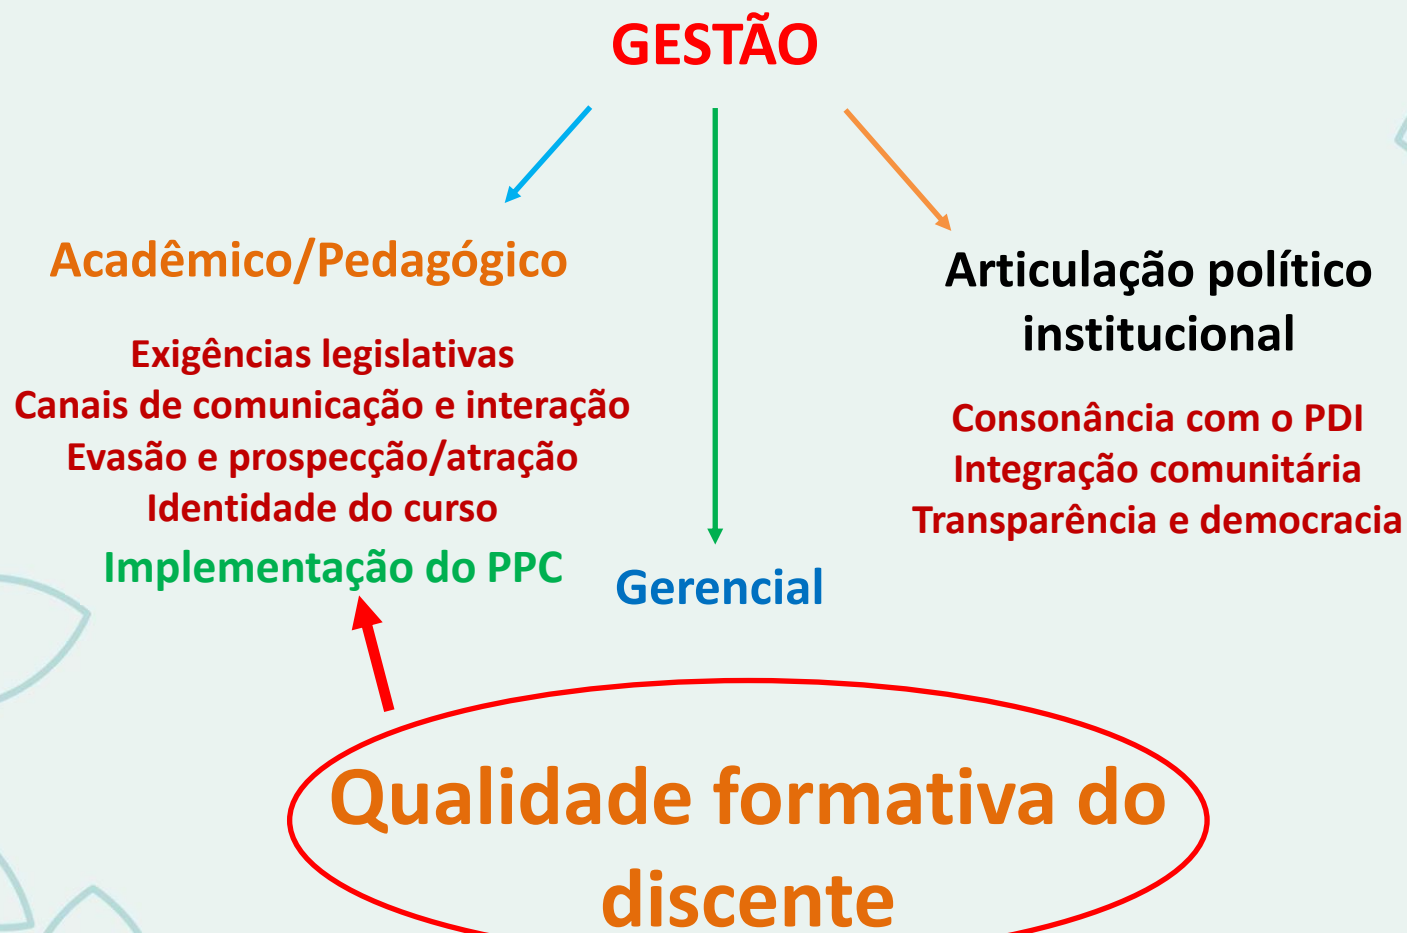 GESTÃO
Acadêmico/Pedagógico
Exigências legislativas
Canais de comunicação e interação
Evasão e prospecção/atração
Identidade do curso
Implementação do PPC
Gerencial
Articulação político
institucional
Consonância com o PDI
Integração comunitária
Transparência e democracia
Qualidade formativa do
discente